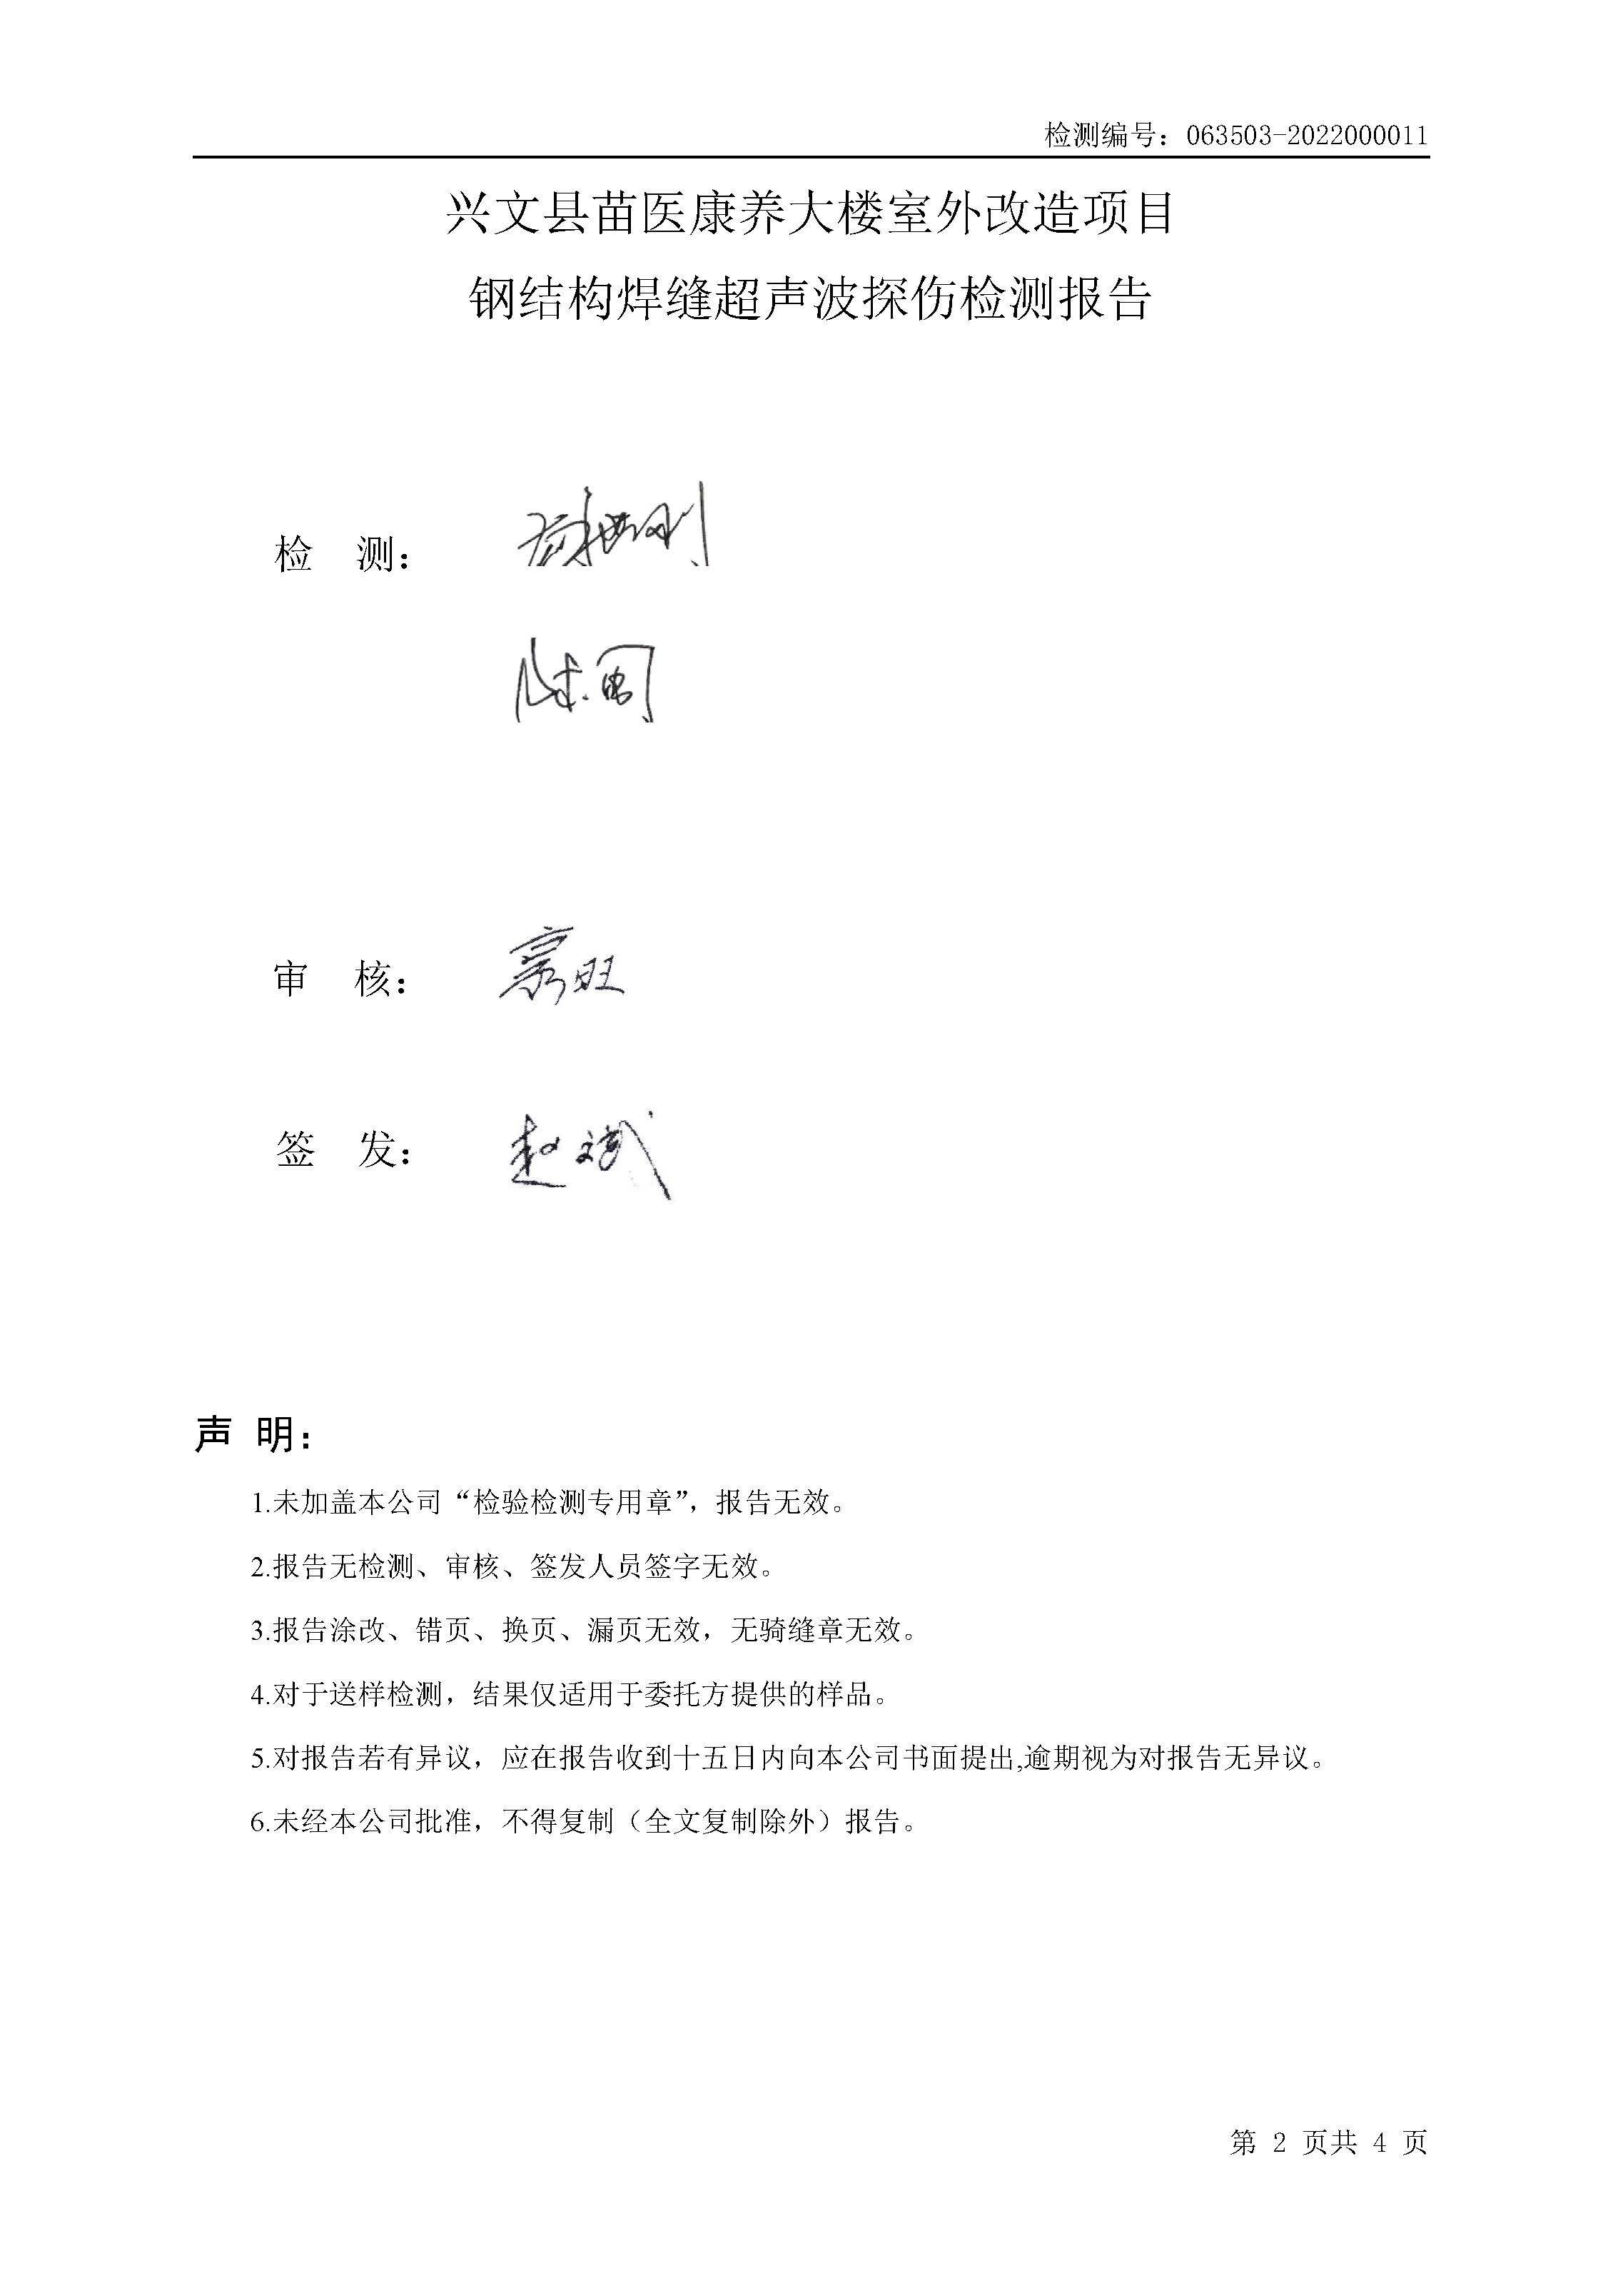 检测编号：063503-2022000011
兴文县苗医康养大楼室外改造项目
钢结构焊缝超声波探伤检测报告
检 测：
陈
审 核：
旺
签 发： 赵斌
声 明：
1.未加盖本公司“检验检测专用章”，报告无效。
2.报告无检测、审核、签发人员签字无效。
3.报告涂改、错页、换页、漏页无效，无骑缝章无效。
4.对于送样检测，结果仅适用于委托方提供的样品。
5.对报告若有异议，应在报告收到十五日内向本公司书面提出,逾期视为对报告无异议。
6.未经本公司批准，不得复制（全文复制除外）报告。
第 2 页共 4 页